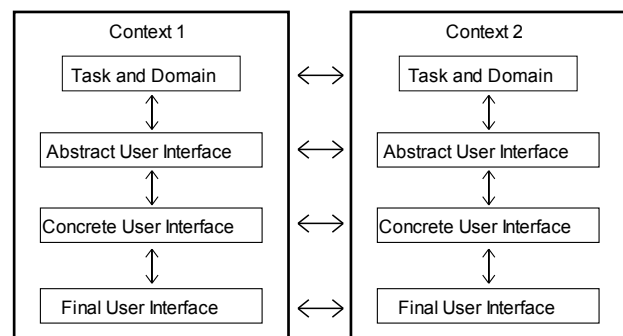 Context 1
Task and Domain
Abstract User Interface
Concrete User Interface
Final User Interface
Context 2
Task and Domain
Abstract User Interface
Concrete User Interface
Final User Interface